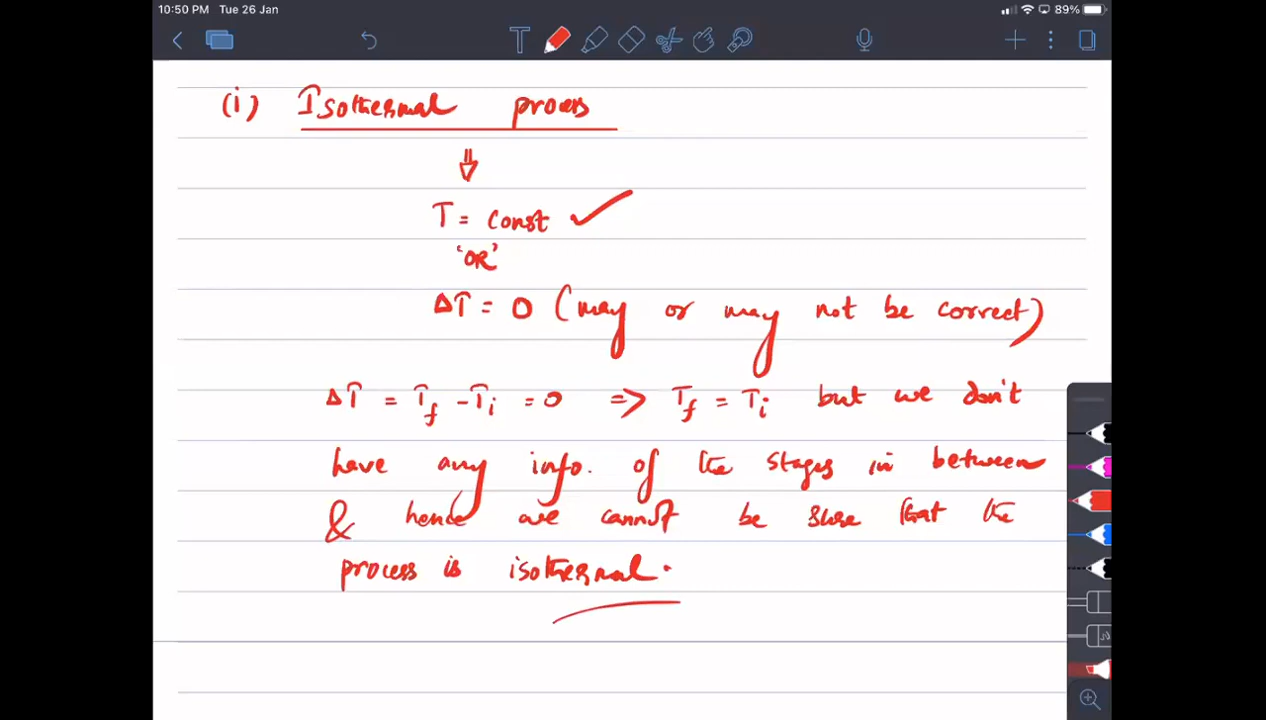 10:50 PM Tue 26 Jan
89%
(i) Isothermal process
⇓
T = const ✓
'OR'
ΔT = 0 (may or may not be correct)
ΔT = Tf - Ti = 0 => Tf = Ti but we don't
have any info. of the stages in between
& hence we cannot be sure that the
process is isothermal.